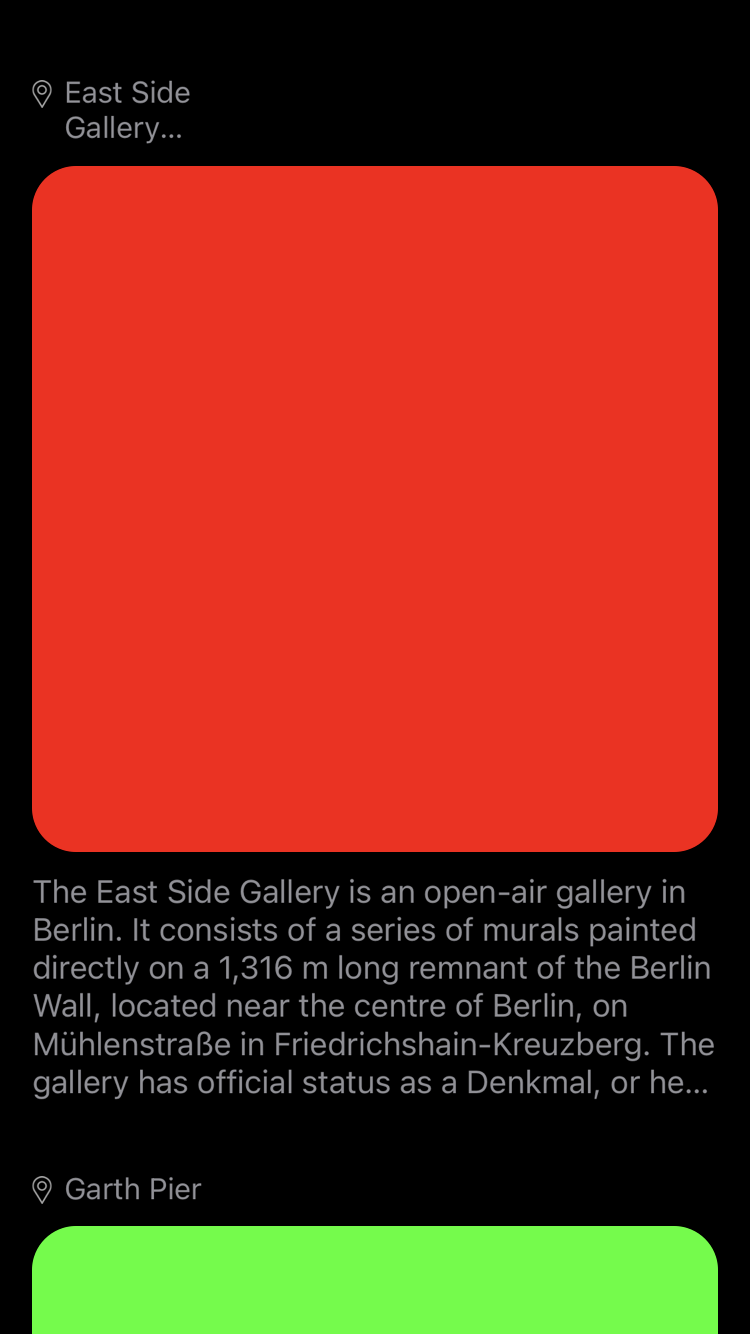 East Side
Gallery...
The East Side Gallery is an open-air gallery in
Berlin. It consists of a series of murals painted
directly on a 1,316 m long remnant of the Berlin
Wall, located near the centre of Berlin, on
Mühlenstraße in Friedrichshain-Kreuzberg. The
gallery has official status as a Denkmal, or he...
Garth Pier